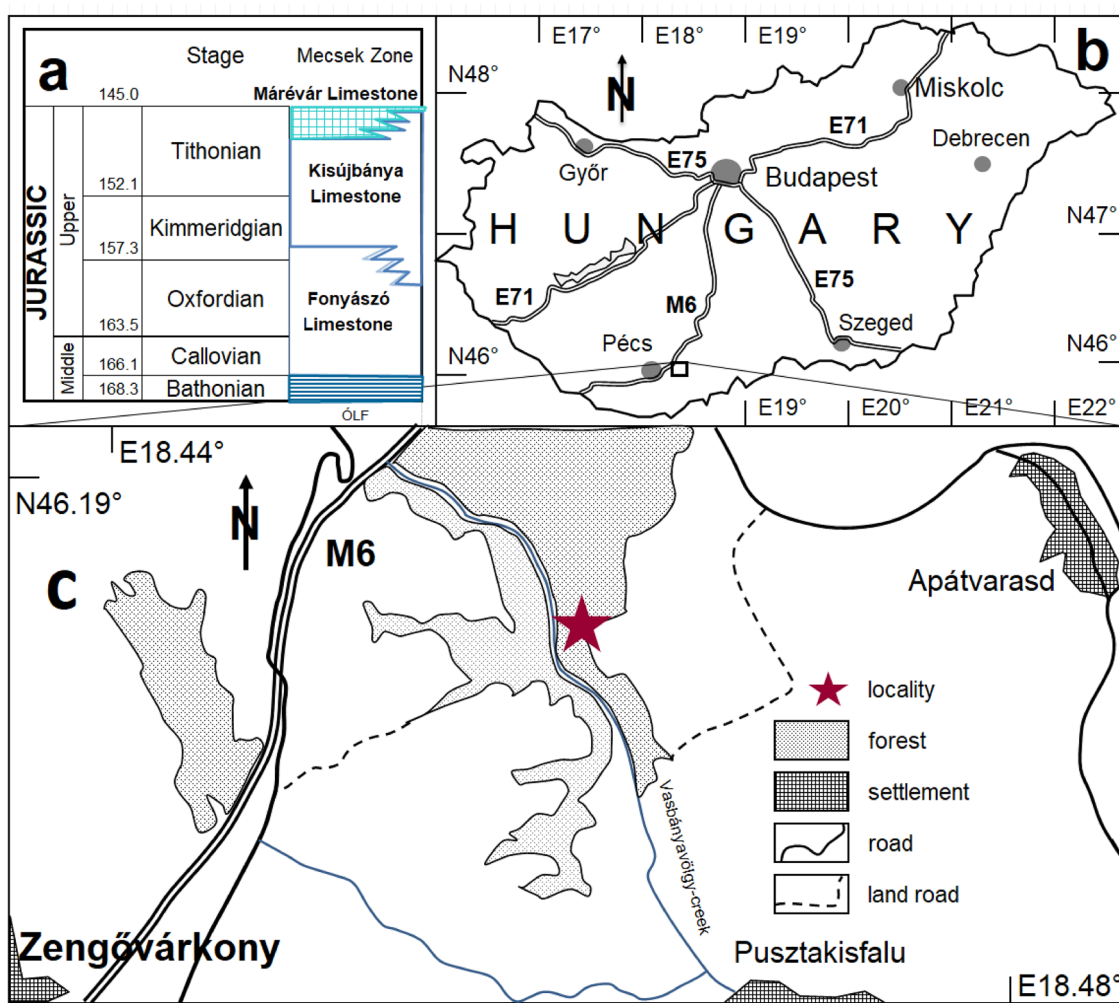 a
Stage
Mecsek Zone
145.0
Márévár Limestone
JURASSIC
Upper
Tithonian
152.1
Kisújbánya
Limestone
Kimmeridgian
157.3
Oxfordian
Fonyászó
Limestone
163.5
Middle
Callovian
166.1
Bathonian
168.3
ÓLF
b
E17°
E18°
E19°
E20°
E21°
N48°
N
Miskolc
E71
Debrecen
Győr
E75
Budapest
N47°
HUNGARY
E71
M6
E75
Szeged
Pécs
N46°
N46°
E19°
E20°
E21°
E22°
c
E18.44°
N46.19°
N
M6
Apátvarasd
locality
forest
settlement
road
land road
Vasbányavölgy-creek
Zengővárkony
Pusztakisfalu
E18.48°